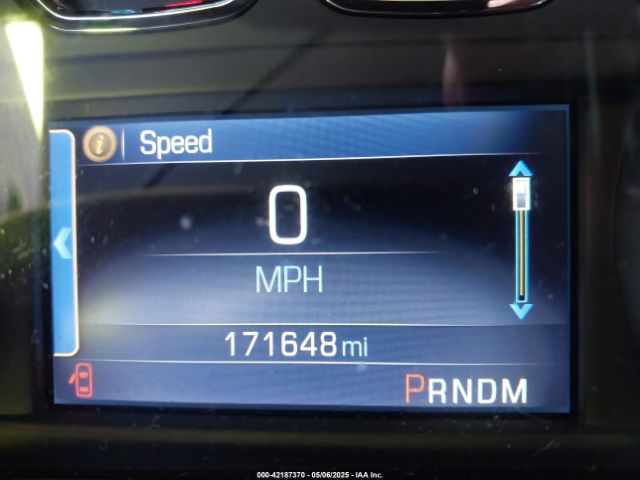 Speed
0
MPH
171648 mi
PRNDM
000-42187370 - 05/06/2025 - IAA Inc.